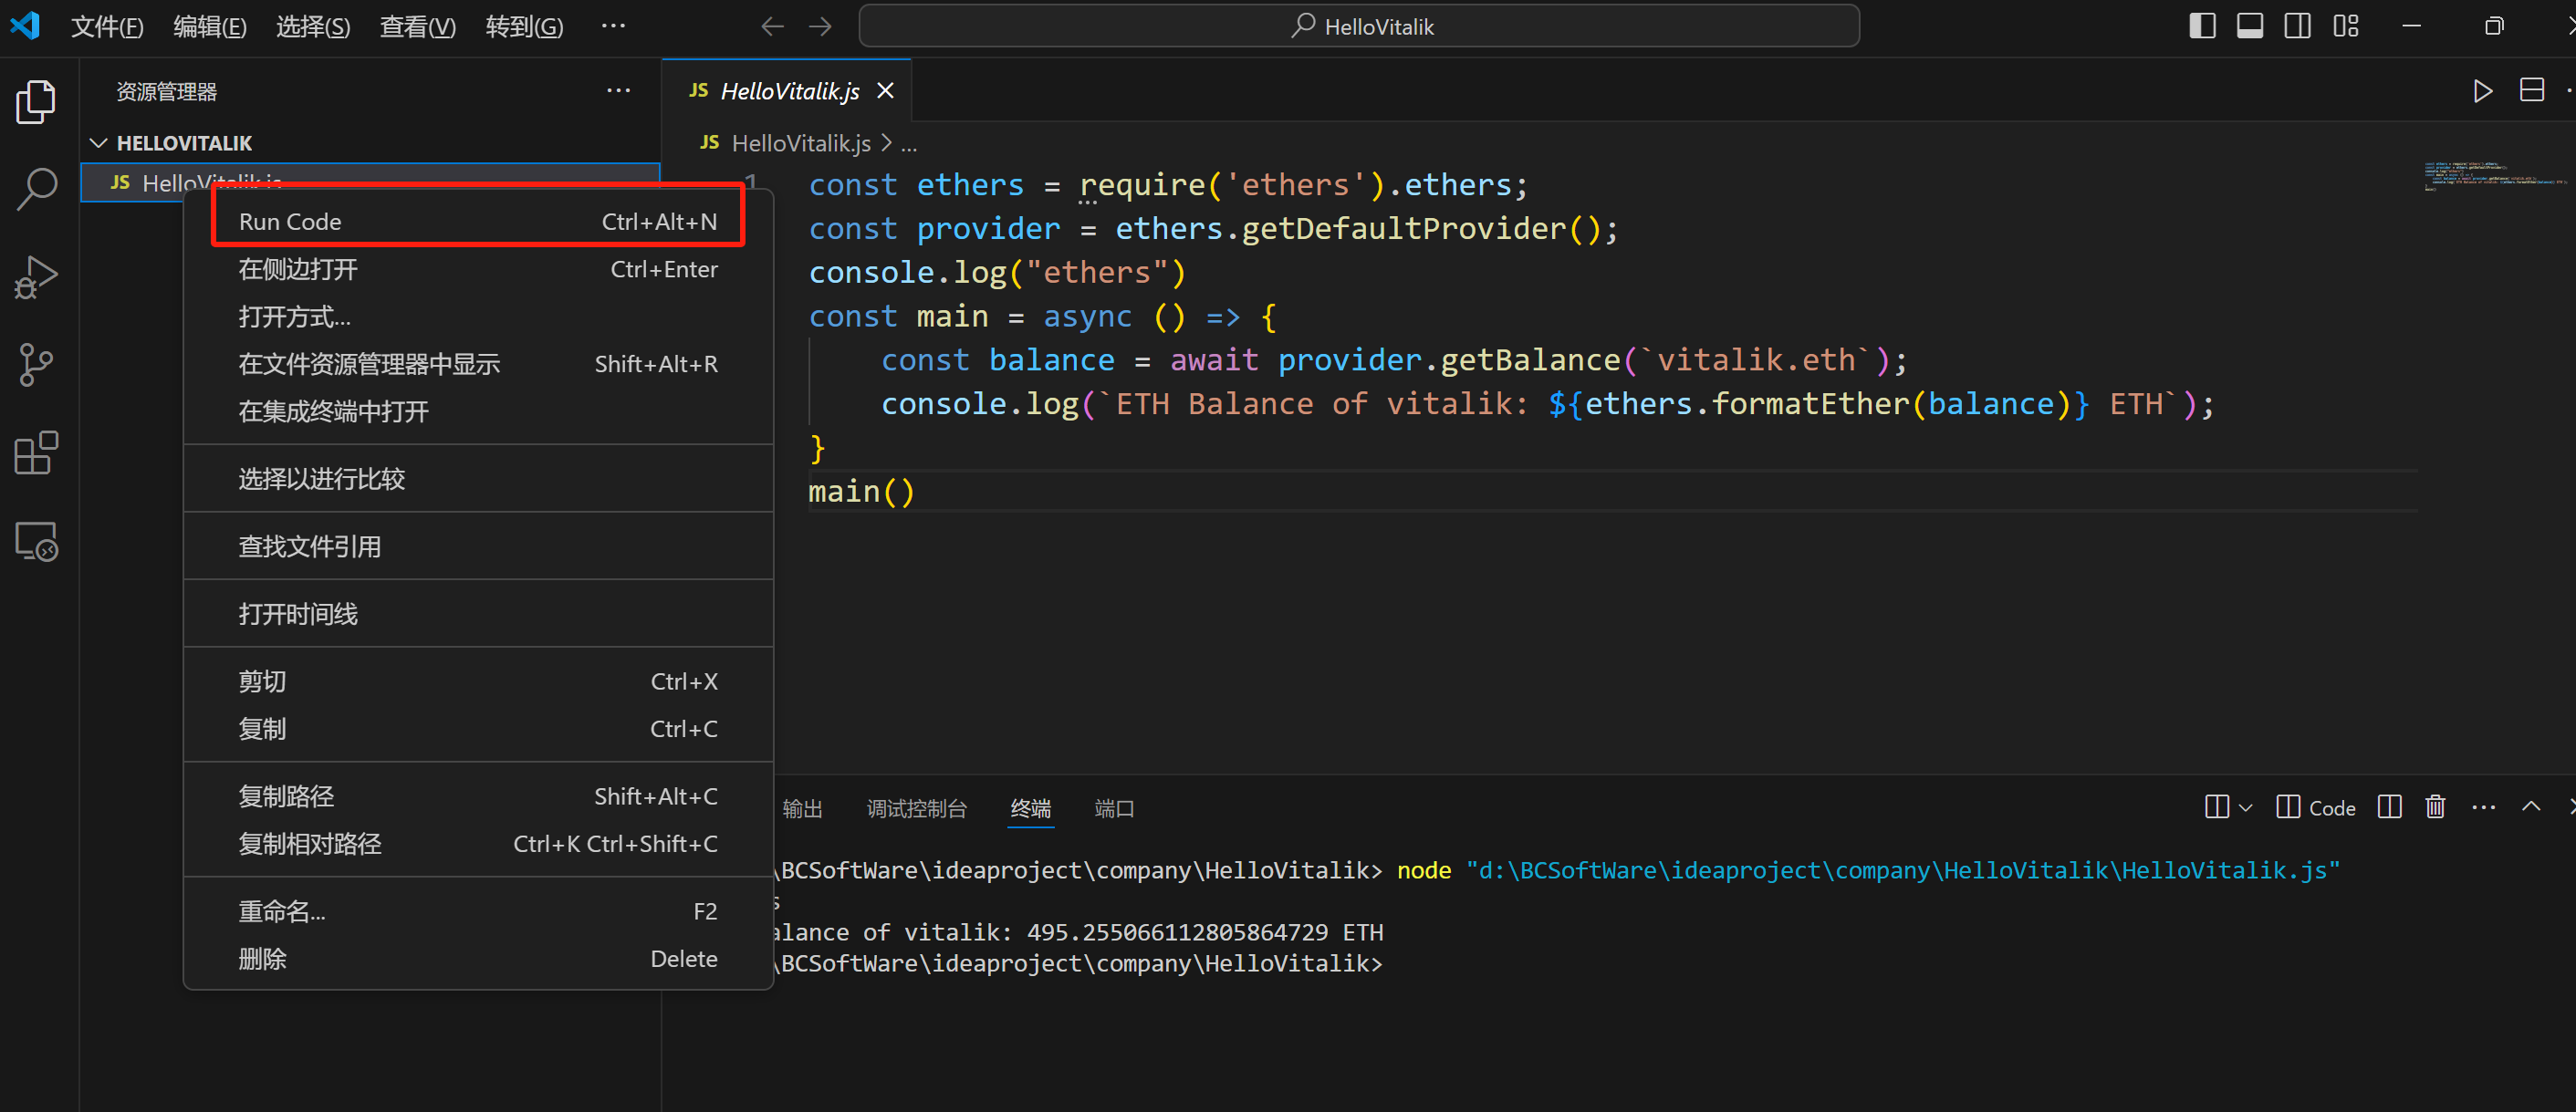 文件(F) 编辑(E) 选择(S) 查看(V) 转到(G) ··· HelloVitalik
资源管理器 ···
HELLOVITALIK
JS HelloVitalik.js
Run Code Ctrl+Alt+N
在侧边打开 Ctrl+Enter
打开方式...
在文件资源管理器中显示 Shift+Alt+R
在集成终端中打开
选择以进行比较
查找文件引用
打开时间线
剪切 Ctrl+X
复制 Ctrl+C
复制路径 Shift+Alt+C
复制相对路径 Ctrl+K Ctrl+Shift+C
重命名... F2
删除 Delete
JS HelloVitalik.js
JS HelloVitalik.js > ...
1 const ethers = require('ethers').ethers;
const provider = ethers.getDefaultProvider();
console.log("ethers")
const main = async () => {
const balance = await provider.getBalance(`vitalik.eth`);
console.log(`ETH Balance of vitalik: ${ethers.formatEther(balance)} ETH`);
}
main()
输出 调试控制台 终端 端口 Code ···
\BCSoftWare\ideaproject\company\HelloVitalik> node "d:\BCSoftWare\ideaproject\company\HelloVitalik\HelloVitalik.js"
s
alance of vitalik: 495.255066112805864729 ETH
\BCSoftWare\ideaproject\company\HelloVitalik>